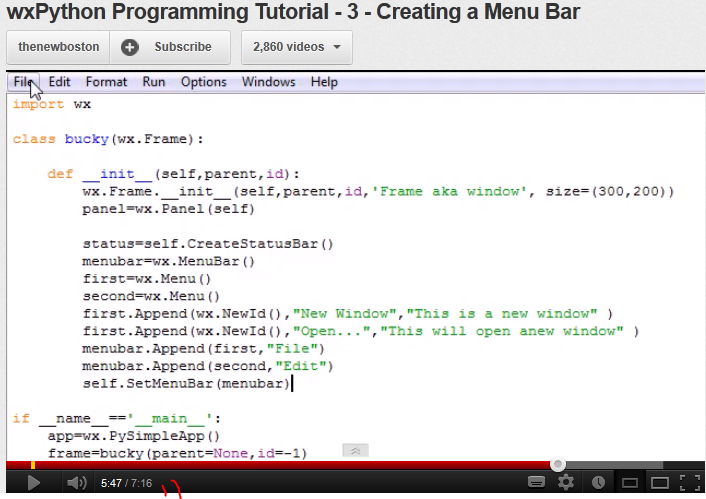 wxPython Programming Tutorial - 3 - Creating a Menu Bar
thenewboston Subscribe 2,860 videos
File Edit Format Run Options Windows Help
import wx
class bucky(wx.Frame):
def __init__(self,parent,id):
wx.Frame.__init__(self,parent,id,'Frame aka window', size=(300,200))
panel=wx.Panel(self)
status=self.CreateStatusBar()
menubar=wx.MenuBar()
first=wx.Menu()
second=wx.Menu()
first.Append(wx.NewId(),"New Window","This is a new window" )
first.Append(wx.NewId(),"Open...","This will open anew window" )
menubar.Append(first,"File")
menubar.Append(second,"Edit")
self.SetMenuBar(menubar)
if __name__=='__main__':
app=wx.PySimpleApp()
frame=bucky(parent=None,id=-1)
5:47 / 7:16